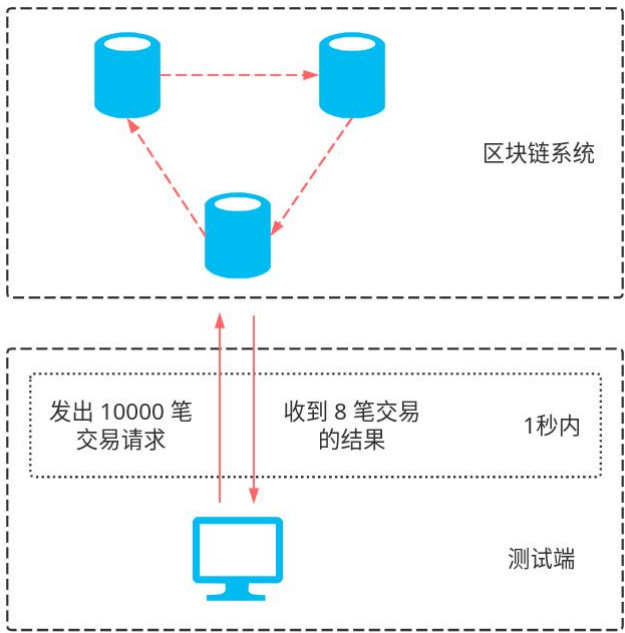 区块链系统
发出 10000 笔
交易请求
收到 8 笔交易
的结果
1秒内
测试端